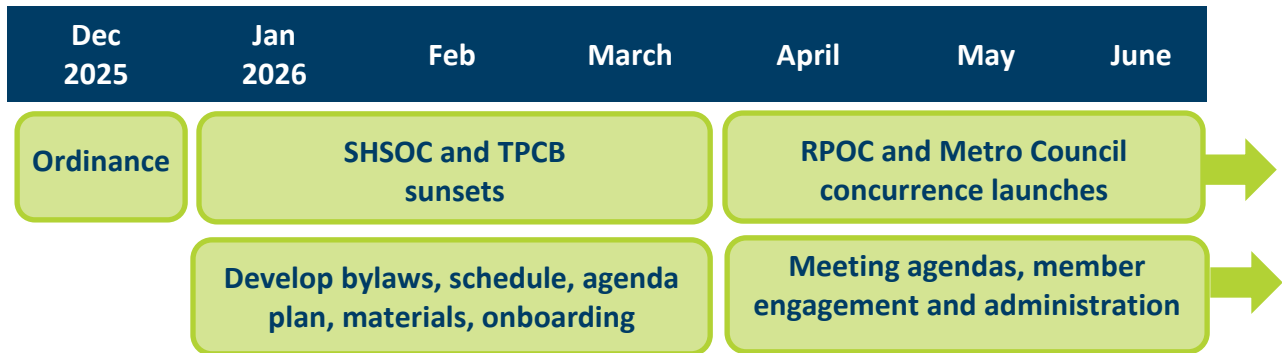 Dec
2025
Jan
2026
Feb
March
April
May
June
Ordinance
SHSOC and TPCB
sunsets
RPOC and Metro Council
concurrence launches
Develop bylaws, schedule, agenda
plan, materials, onboarding
Meeting agendas, member
engagement and administration